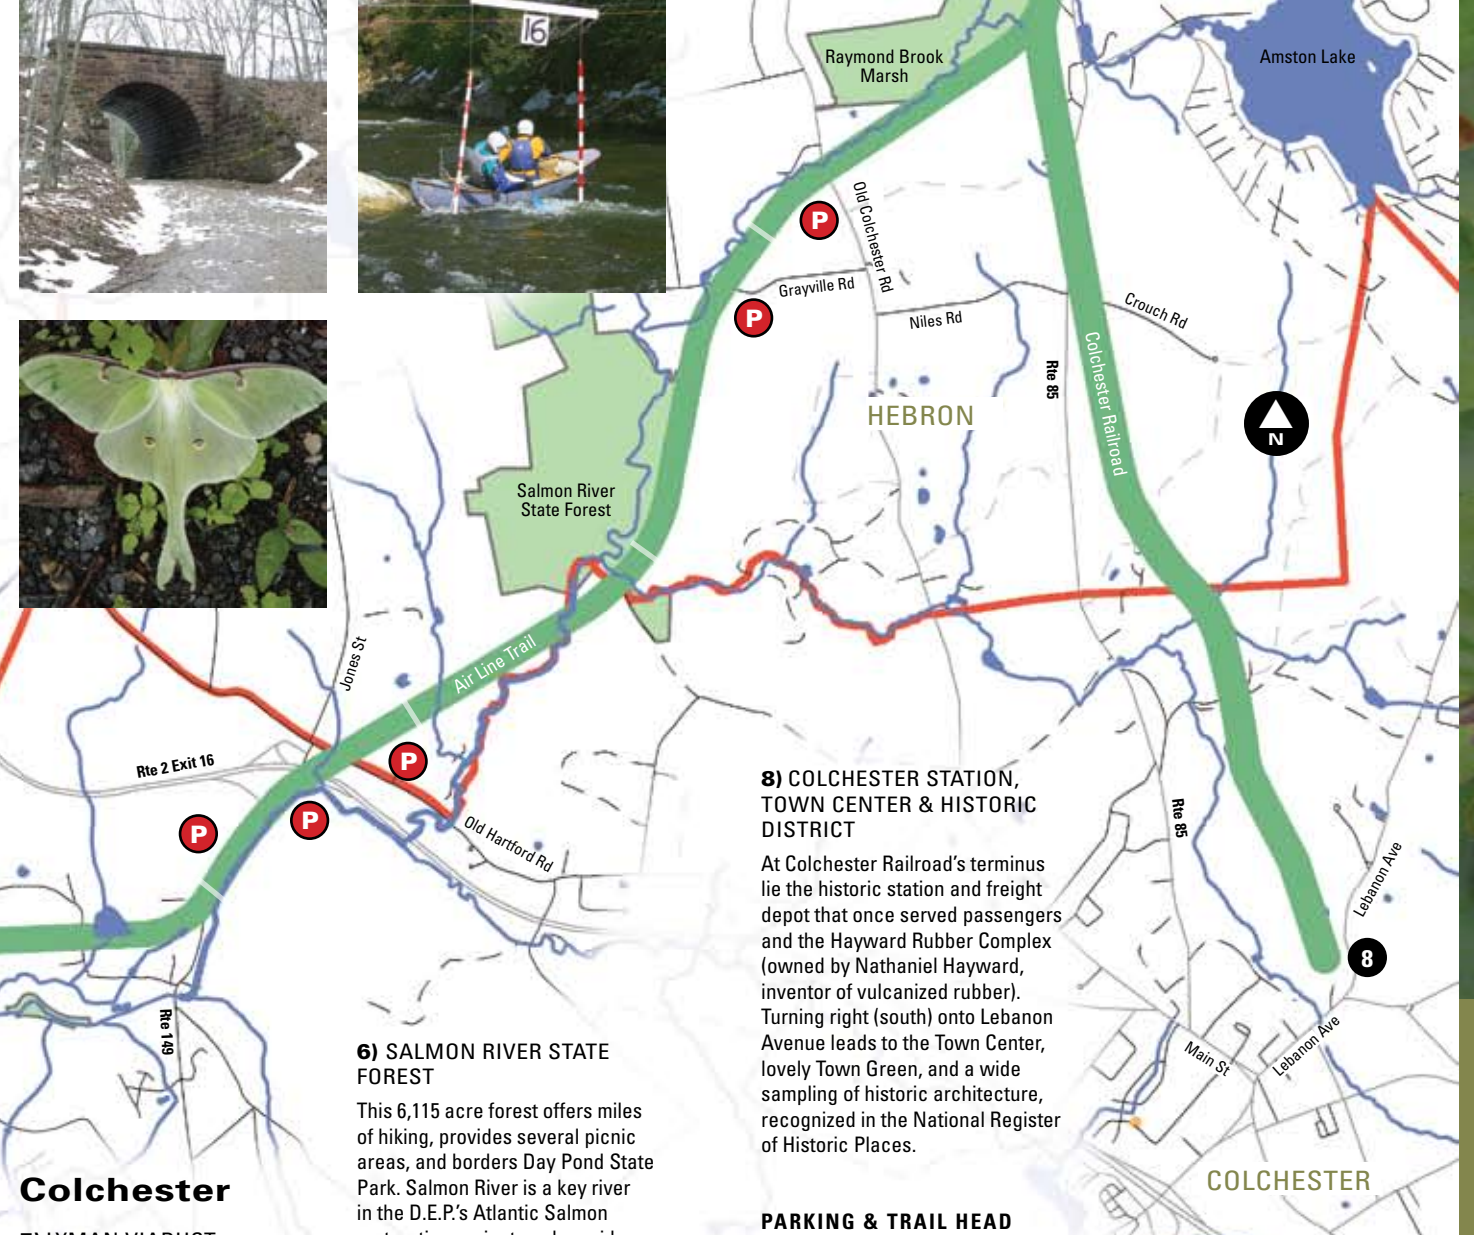 16
Raymond Brook
Marsh
Amston Lake
P
Old Colchester Rd
Grayville Rd
P
Niles Rd
Crouch Rd
Rte 85
Colchester Railroad
HEBRON
N
Salmon River
State Forest
Jones St
Air Line Trail
Rte 2 Exit 16
P
P
P
Old Hartford Rd
Rte 149
Rte 85
Lebanon Ave
8
Main St
Lebanon Ave
COLCHESTER
8) COLCHESTER STATION,
TOWN CENTER & HISTORIC
DISTRICT
At Colchester Railroad’s terminus
lie the historic station and freight
depot that once served passengers
and the Hayward Rubber Complex
(owned by Nathaniel Hayward,
inventor of vulcanized rubber).
Turning right (south) onto Lebanon
Avenue leads to the Town Center,
lovely Town Green, and a wide
sampling of historic architecture,
recognized in the National Register
of Historic Places.
PARKING & TRAIL HEAD
6) SALMON RIVER STATE
FOREST
This 6,115 acre forest offers miles
of hiking, provides several picnic
areas, and borders Day Pond State
Park. Salmon River is a key river
in the D.E.P.’s Atlantic Salmon
Colchester
LYMAN VIADUCT